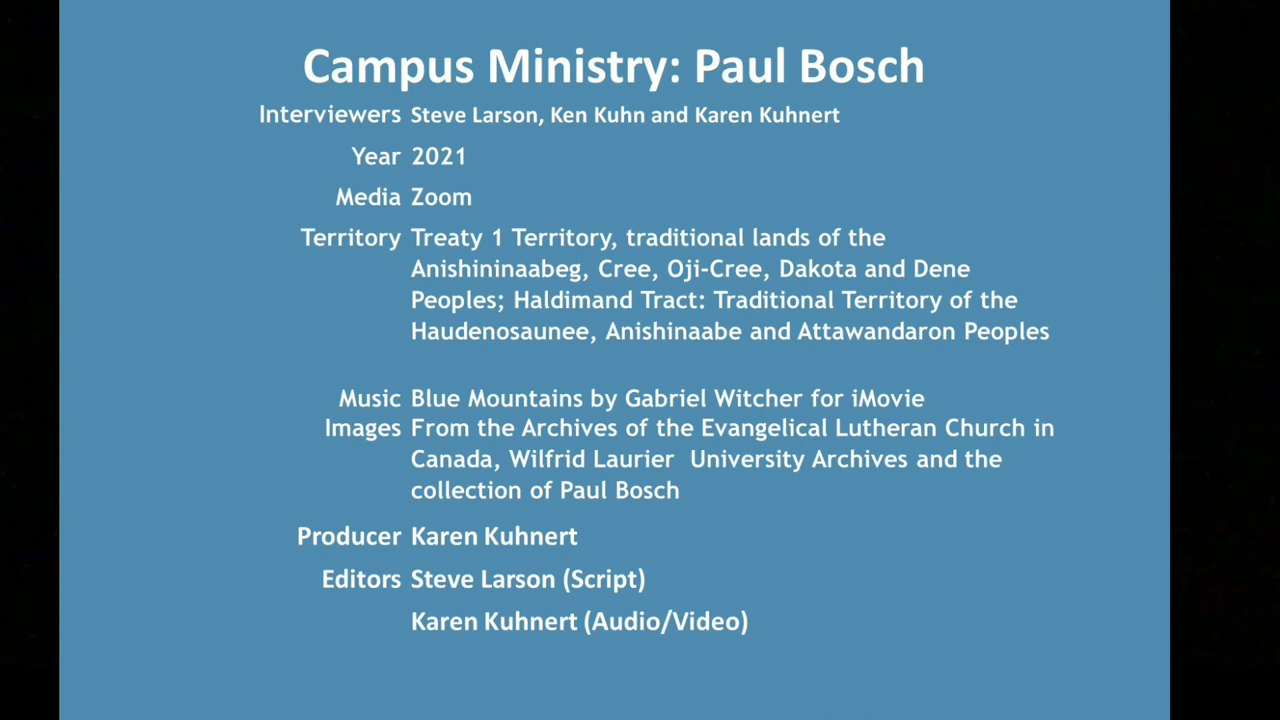 Campus Ministry: Paul Bosch
Interviewers Steve Larson, Ken Kuhn and Karen Kuhnert
Year 2021
Media Zoom
Territory Treaty 1 Territory, traditional lands of the
Anishininaabeg, Cree, Oji-Cree, Dakota and Dene
Peoples; Haldimand Tract: Traditional Territory of the
Haudenosaunee, Anishinaabe and Attawandaron Peoples
Music Blue Mountains by Gabriel Witcher for iMovie
Images From the Archives of the Evangelical Lutheran Church in
Canada, Wilfrid Laurier  University Archives and the
collection of Paul Bosch
Producer Karen Kuhnert
Editors Steve Larson (Script)
Karen Kuhnert (Audio/Video)